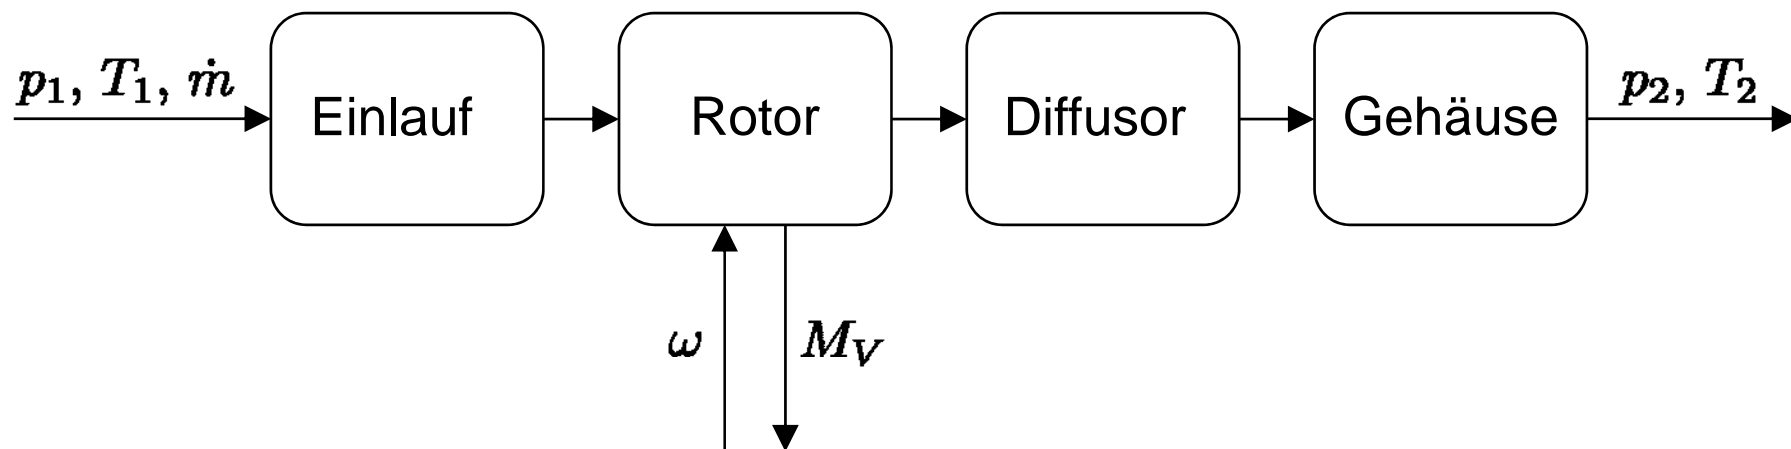 p₁, T₁, ṁ
Einlauf
Rotor
Diffusor
Gehäuse
p₂, T₂
ω
M_V